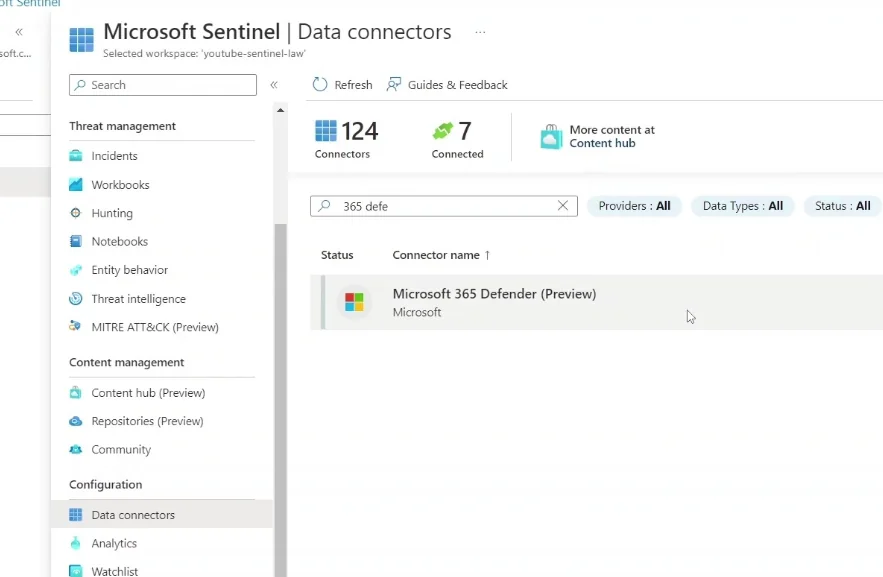 oft Sentinel
Microsoft Sentinel | Data connectors ...
Selected workspace: 'youtube-sentinel-law'
soft.c...
Search
Refresh
Guides & Feedback
Threat management
Incidents
Workbooks
Hunting
Notebooks
Entity behavior
Threat intelligence
MITRE ATT&CK (Preview)
Content management
Content hub (Preview)
Repositories (Preview)
Community
Configuration
Data connectors
Analytics
Watchlist
124
Connectors
7
Connected
More content at
Content hub
365 defe
Providers : All
Data Types : All
Status : All
Status
Connector name ↑
Microsoft 365 Defender (Preview)
Microsoft